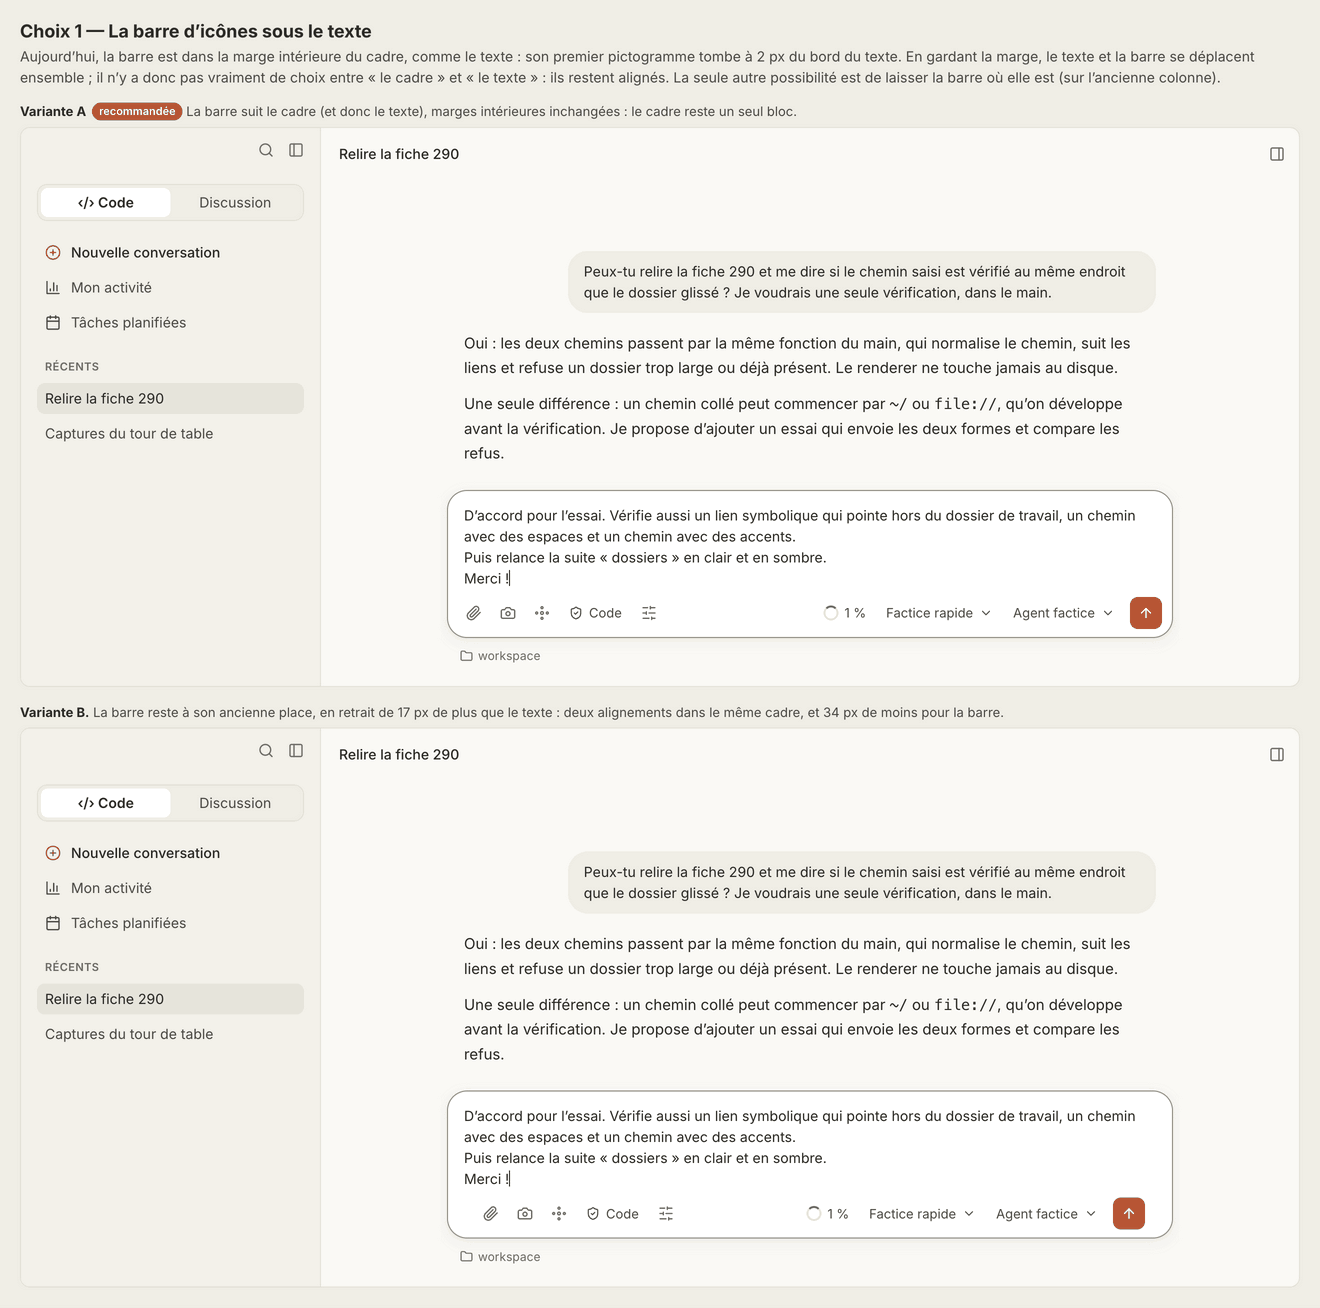 Choix 1 — La barre d’icônes sous le texte
Aujourd’hui, la barre est dans la marge intérieure du cadre, comme le texte : son premier pictogramme tombe à 2 px du bord du texte. En gardant la marge, le texte et la barre se déplacent
ensemble ; il n’y a donc pas vraiment de choix entre « le cadre » et « le texte » : ils restent alignés. La seule autre possibilité est de laisser la barre où elle est (sur l’ancienne colonne).
Variante A recommandée La barre suit le cadre (et donc le texte), marges intérieures inchangées : le cadre reste un seul bloc.
Relire la fiche 290
</> Code Discussion
Nouvelle conversation
Mon activité
Tâches planifiées
RÉCENTS
Relire la fiche 290
Captures du tour de table
Peux-tu relire la fiche 290 et me dire si le chemin saisi est vérifié au même endroit
que le dossier glissé ? Je voudrais une seule vérification, dans le main.
Oui : les deux chemins passent par la même fonction du main, qui normalise le chemin, suit les
liens et refuse un dossier trop large ou déjà présent. Le renderer ne touche jamais au disque.
Une seule différence : un chemin collé peut commencer par ~/ ou file://, qu’on développe
avant la vérification. Je propose d’ajouter un essai qui envoie les deux formes et compare les
refus.
D’accord pour l’essai. Vérifie aussi un lien symbolique qui pointe hors du dossier de travail, un chemin
avec des espaces et un chemin avec des accents.
Puis relance la suite « dossiers » en clair et en sombre.
Merci !
Code 1 % Factice rapide Agent factice
workspace
Variante B. La barre reste à son ancienne place, en retrait de 17 px de plus que le texte : deux alignements dans le même cadre, et 34 px de moins pour la barre.
Relire la fiche 290
</> Code Discussion
Nouvelle conversation
Mon activité
Tâches planifiées
RÉCENTS
Relire la fiche 290
Captures du tour de table
Peux-tu relire la fiche 290 et me dire si le chemin saisi est vérifié au même endroit
que le dossier glissé ? Je voudrais une seule vérification, dans le main.
Oui : les deux chemins passent par la même fonction du main, qui normalise le chemin, suit les
liens et refuse un dossier trop large ou déjà présent. Le renderer ne touche jamais au disque.
Une seule différence : un chemin collé peut commencer par ~/ ou file://, qu’on développe
avant la vérification. Je propose d’ajouter un essai qui envoie les deux formes et compare les
refus.
D’accord pour l’essai. Vérifie aussi un lien symbolique qui pointe hors du dossier de travail, un chemin
avec des espaces et un chemin avec des accents.
Puis relance la suite « dossiers » en clair et en sombre.
Merci !
Code 1 % Factice rapide Agent factice
workspace